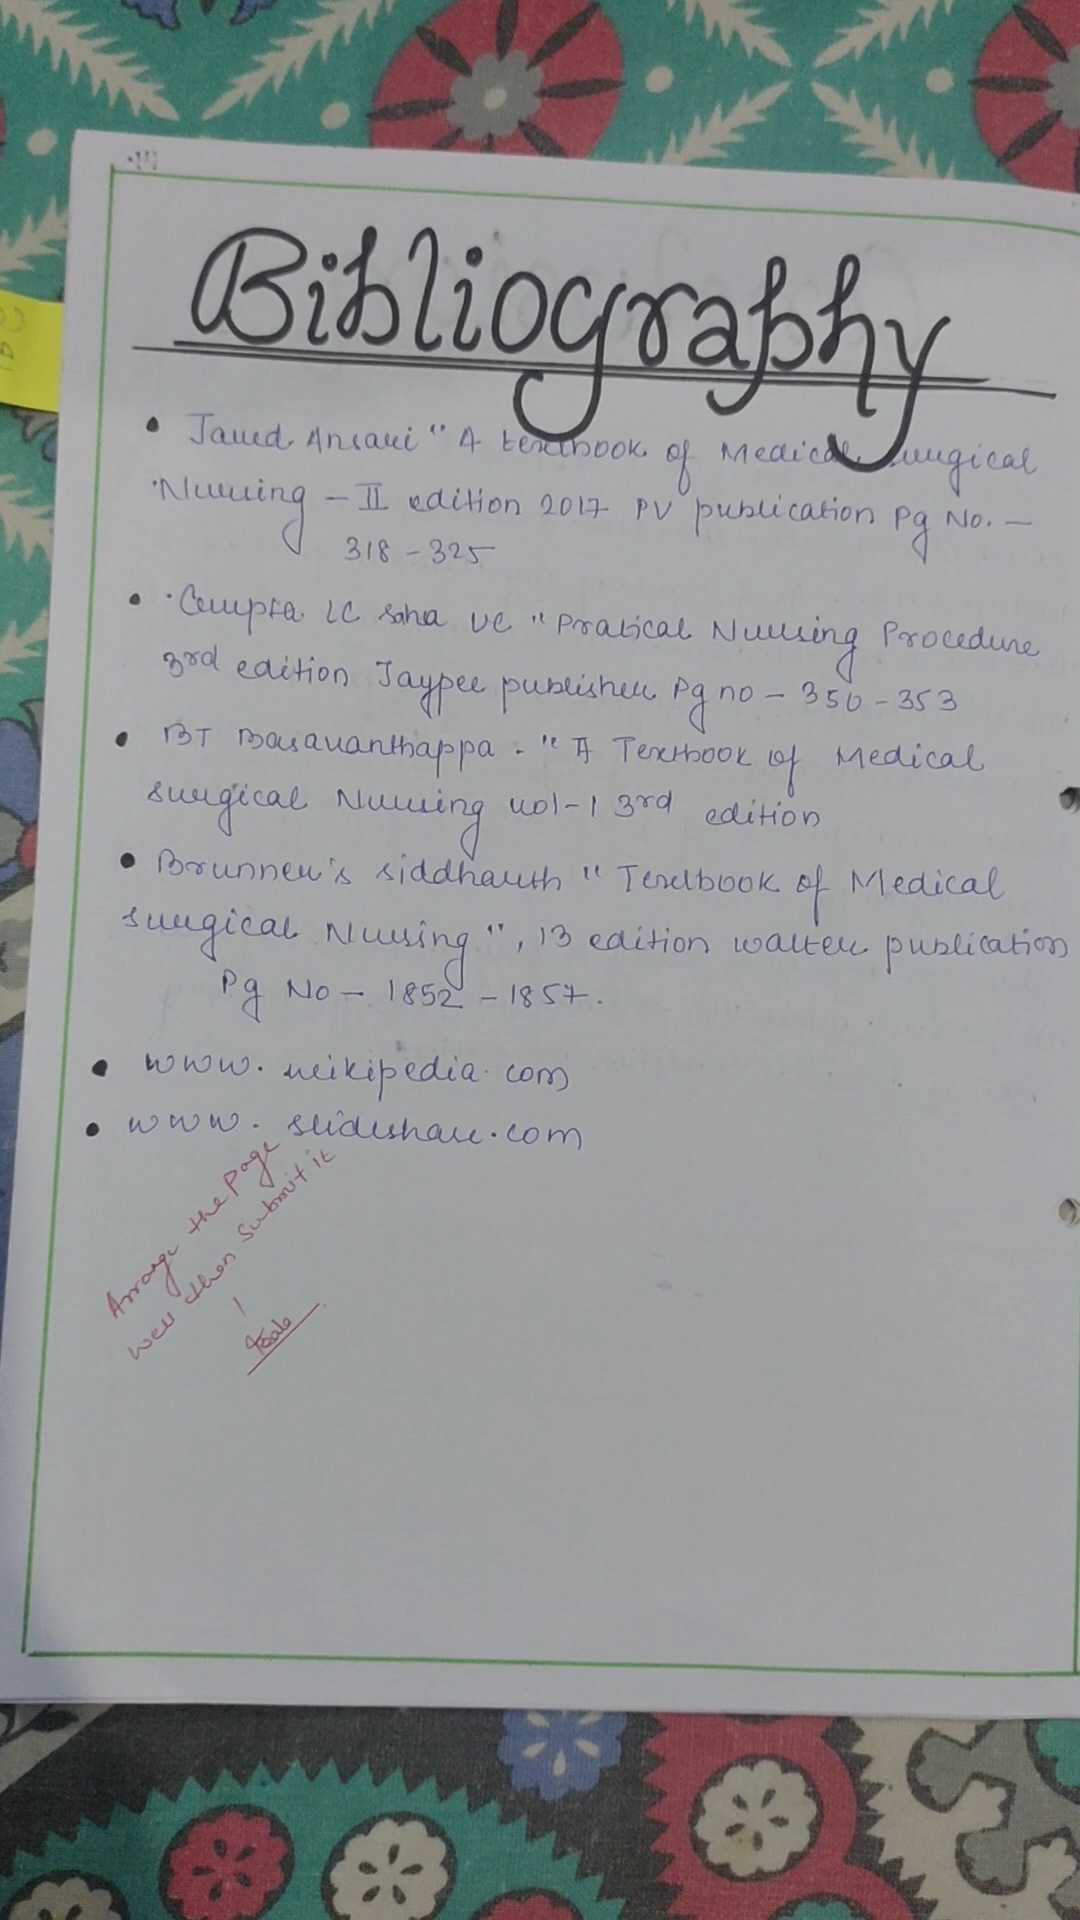 Bibliography
• Javed Ansari " A textbook of Medical surgical
Nursing - II edition 2017 PV publication Pg No. -
318 - 325
• Gupta LC Saha VC "Pratical Nursing Procedure
3rd edition Jaypee publisher Pg no - 350 - 353
• BT Basavanthappa - " A Textbook of Medical
surgical Nursing vol-1 3rd edition
• Brunner's siddharth " Textbook of Medical
surgical Nursing ", 13 edition walter publication
Pg No - 1852 - 1857.
• www.wikipedia.com
• www.slideshare.com
Arrange the Page
well then submit it